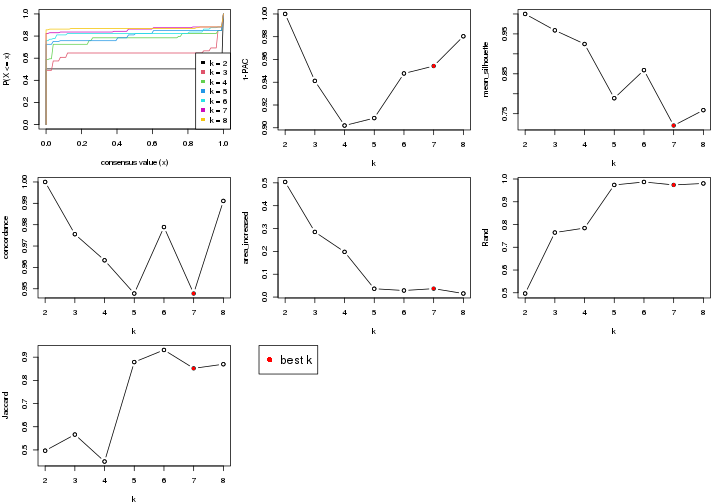 P(X <= x)
0.0 0.2 0.4 0.6 0.8 1.0
k = 2
k = 3
k = 4
k = 5
k = 6
k = 7
k = 8
0.0 0.2 0.4 0.6 0.8 1.0
consensus value (x)
1-PAC
0.90 0.92 0.94 0.96 0.98 1.00
2 3 4 5 6 7 8
k
mean_silhouette
0.75 0.85 0.95
2 3 4 5 6 7 8
k
concordance
0.95 0.96 0.97 0.98 0.99 1.00
2 3 4 5 6 7 8
k
area_increased
0.0 0.1 0.2 0.3 0.4 0.5
2 3 4 5 6 7 8
k
Rand
0.5 0.6 0.7 0.8 0.9 1.0
2 3 4 5 6 7 8
k
Jaccard
0.5 0.6 0.7 0.8 0.9
2 3 4 5 6 7 8
k
best k